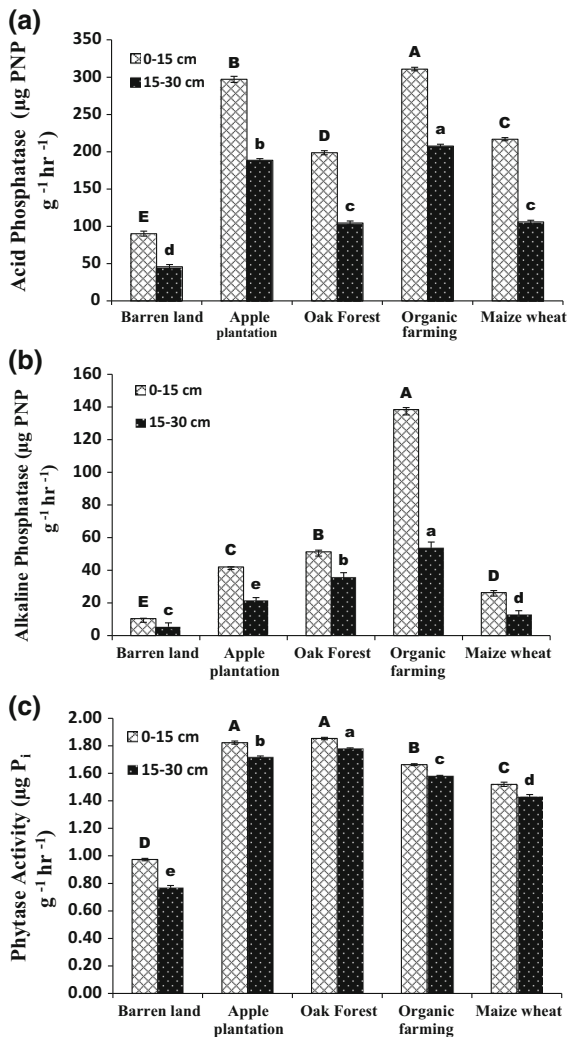 (a)
Acid Phosphatase (µg PNP
g -1 hr -1)
350
300
250
200
150
100
50
0
0-15 cm
15-30 cm
E
d
B
b
D
c
A
a
C
c
Barren land
Apple
plantation
Oak Forest
Organic
farming
Maize wheat
(b)
Alkaline Phosphatase (µg PNP
g -1 hr -1)
160
140
120
100
80
60
40
20
0
0-15 cm
15-30 cm
E
c
C
e
B
b
A
a
D
d
Barren land
Apple
plantation
Oak Forest
Organic
farming
Maize wheat
(c)
Phytase Activity (µg Pi
g -1 hr -1)
2.00
1.80
1.60
1.40
1.20
1.00
0.80
0.60
0.40
0.20
0.00
0-15 cm
15-30 cm
D
e
A
b
A
a
B
c
C
d
Barren land
Apple
plantation
Oak Forest
Organic
farming
Maize wheat